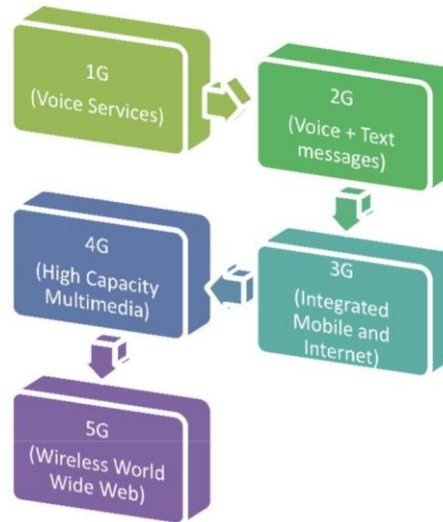 1G
(Voice Services)
2G
(Voice + Text
messages)
3G
(Integrated
Mobile and
Internet)
4G
(High Capacity
Multimedia)
5G
(Wireless World
Wide Web)